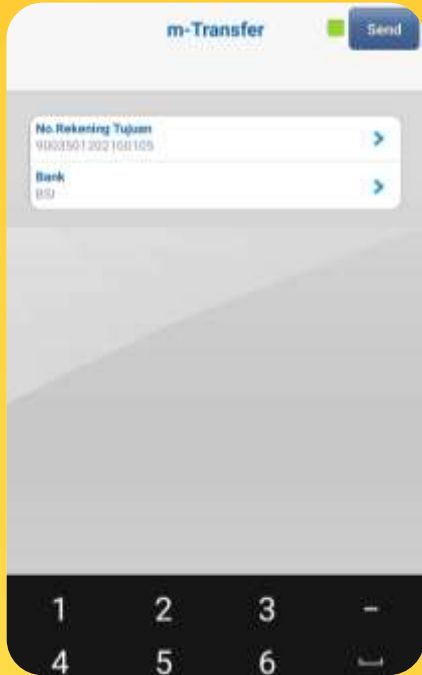 m-Transfer
Send
No.Rekening Tujuan
9003501202100105
Bank
BSI
1 2 3 -
4 5 6